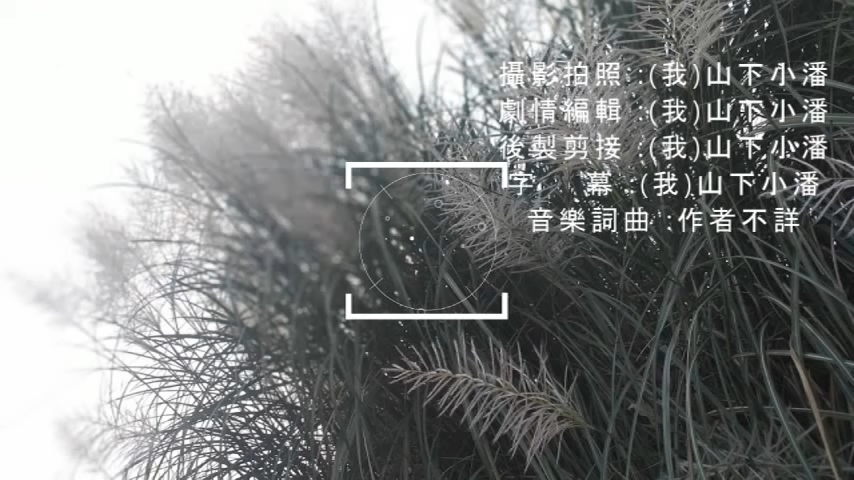 攝影拍照 :(我)山下小潘
劇情編輯 :(我)山下小潘
後製剪接 :(我)山下小潘
字　　幕 :(我)山下小潘
音樂詞曲 :作者不詳